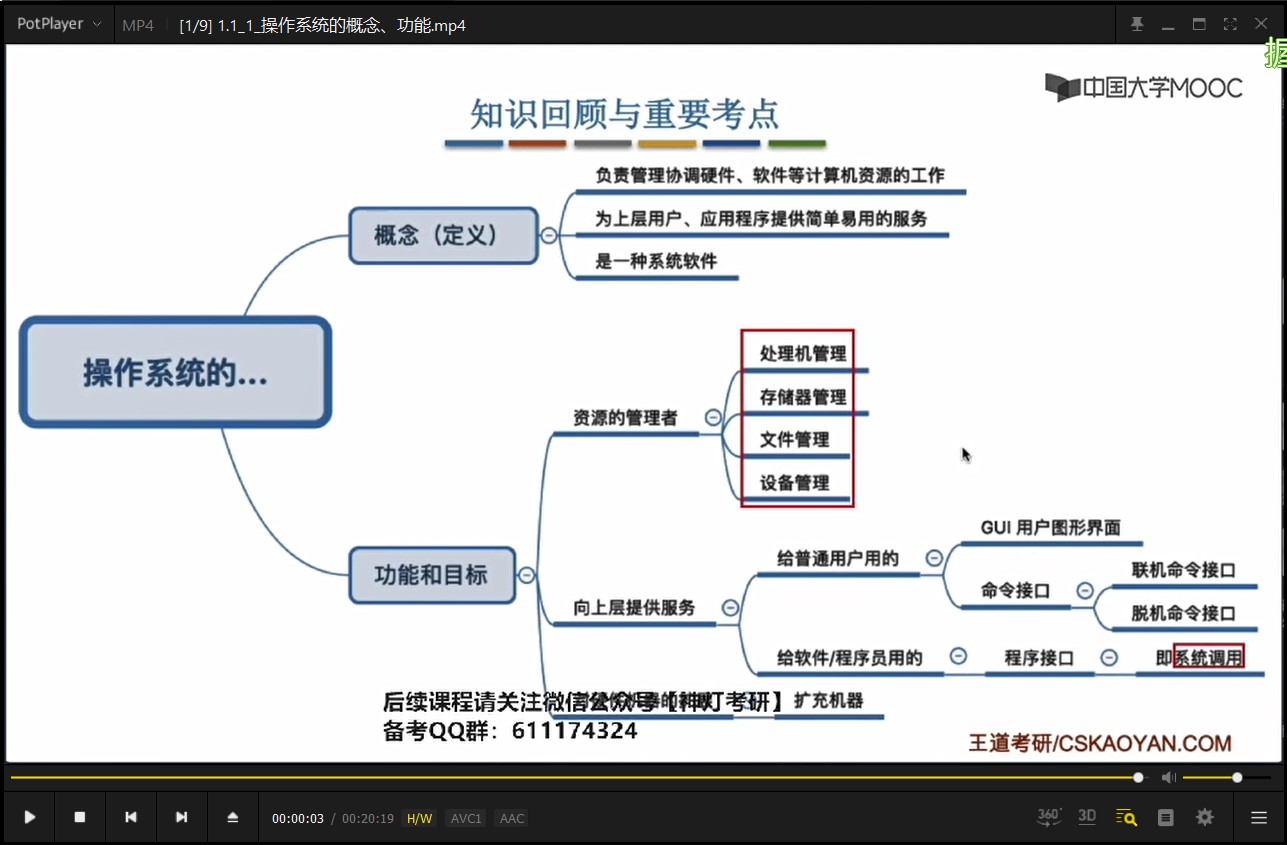 PotPlayer
MP4
[1/9] 1.1_1_操作系统的概念、功能.mp4
握
中国大学MOOC
知识回顾与重要考点
负责管理协调硬件、软件等计算机资源的工作
概念（定义）
为上层用户、应用程序提供简单易用的服务
是一种系统软件
操作系统的...
处理机管理
存储器管理
资源的管理者
文件管理
设备管理
GUI 用户图形界面
给普通用户用的
联机命令接口
功能和目标
命令接口
向上层提供服务
脱机命令接口
给软件/程序员用的
程序接口
即系统调用
后续课程请关注微信公众号【神灯考研】
扩充机器
备考QQ群：611174324
王道考研/CSKAOYAN.COM
00:00:03 / 00:20:19 H/W AVC1 AAC
360°
3D